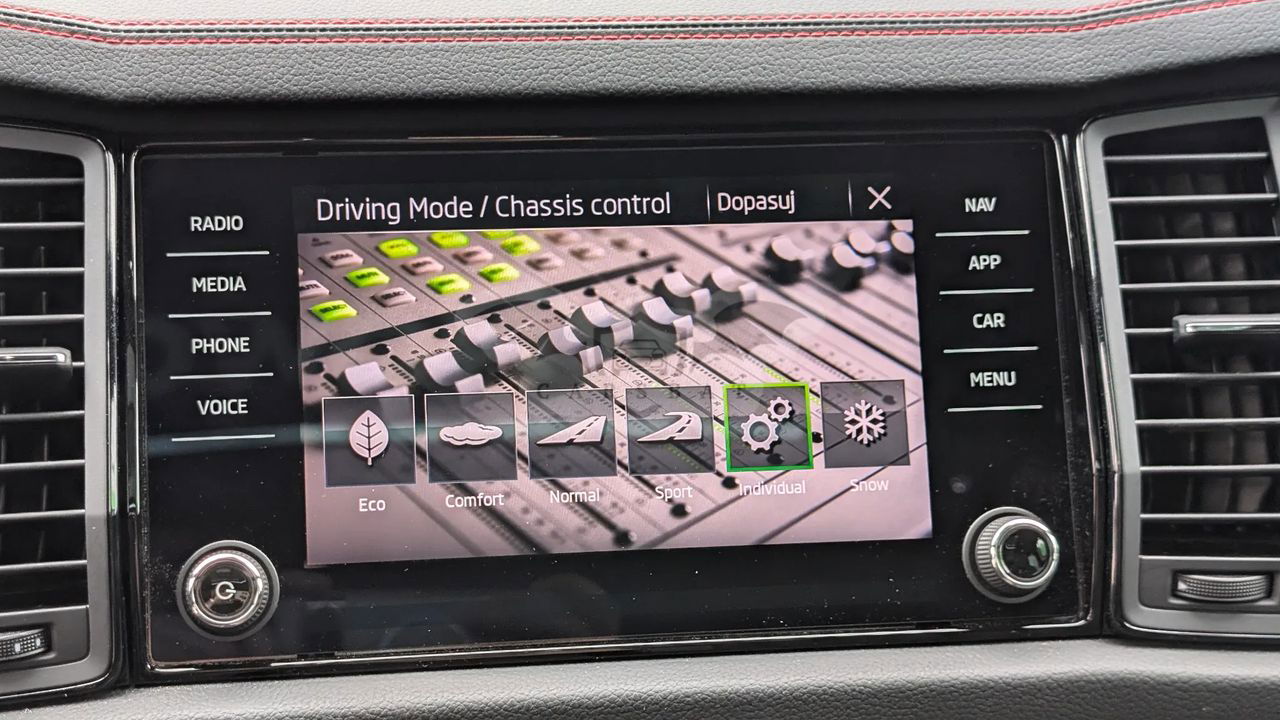 Driving Mode / Chassis control
Dopasuj
RADIO
MEDIA
PHONE
VOICE
NAV
APP
CAR
MENU
Eco
Comfort
Normal
Sport
Individual
Snow